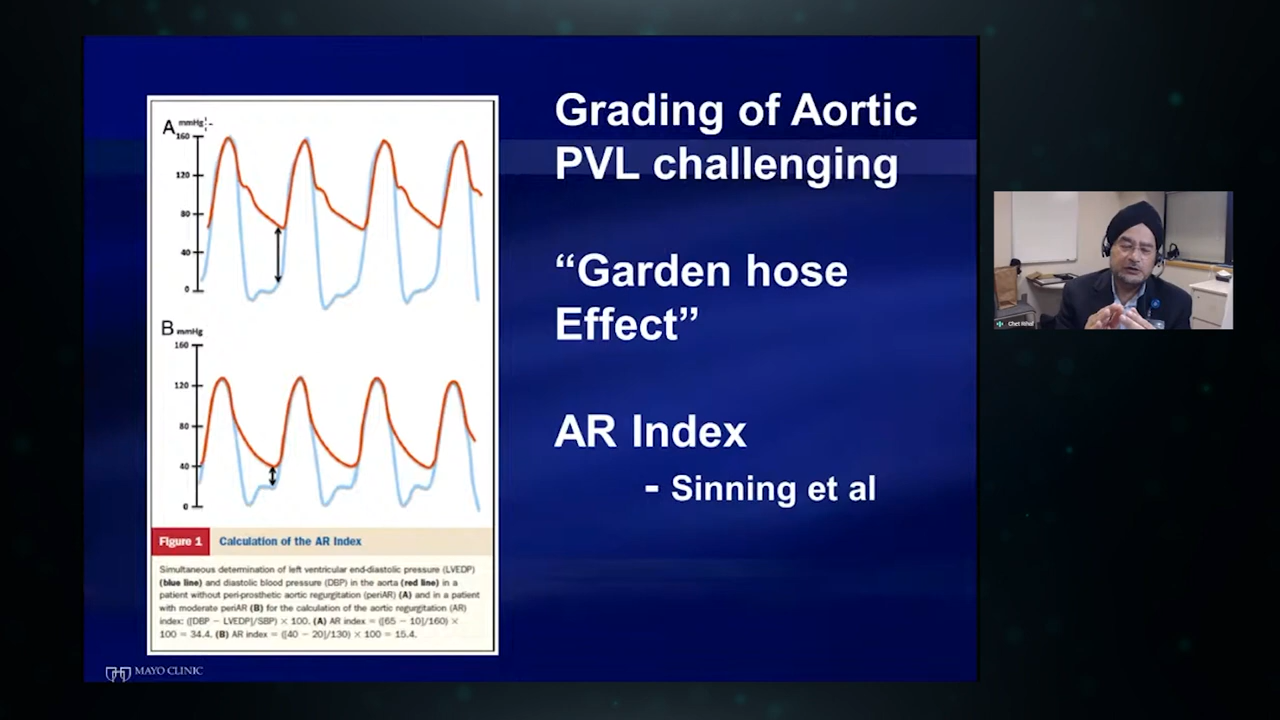 Grading of Aortic
PVL challenging
“Garden hose
Effect”
AR Index
- Sinning et al
A mmHg
160
120
80
40
0
B mmHg
160
120
80
40
0
Figure 1 Calculation of the AR Index
Simultaneous determination of left ventricular end-diastolic pressure (LVEDP)
(blue line) and diastolic blood pressure (DBP) in the aorta (red line) in a
patient without peri-prosthetic aortic regurgitation (periAR) (A) and in a patient
with moderate periAR (B) for the calculation of the aortic regurgitation (AR)
index: ([DBP − LVEDP]/SBP) × 100. (A) AR index = ([65 − 10]/160) ×
100 = 34.4. (B) AR index = ([40 − 20]/130) × 100 = 15.4.
MAYO CLINIC
Chet Rihal